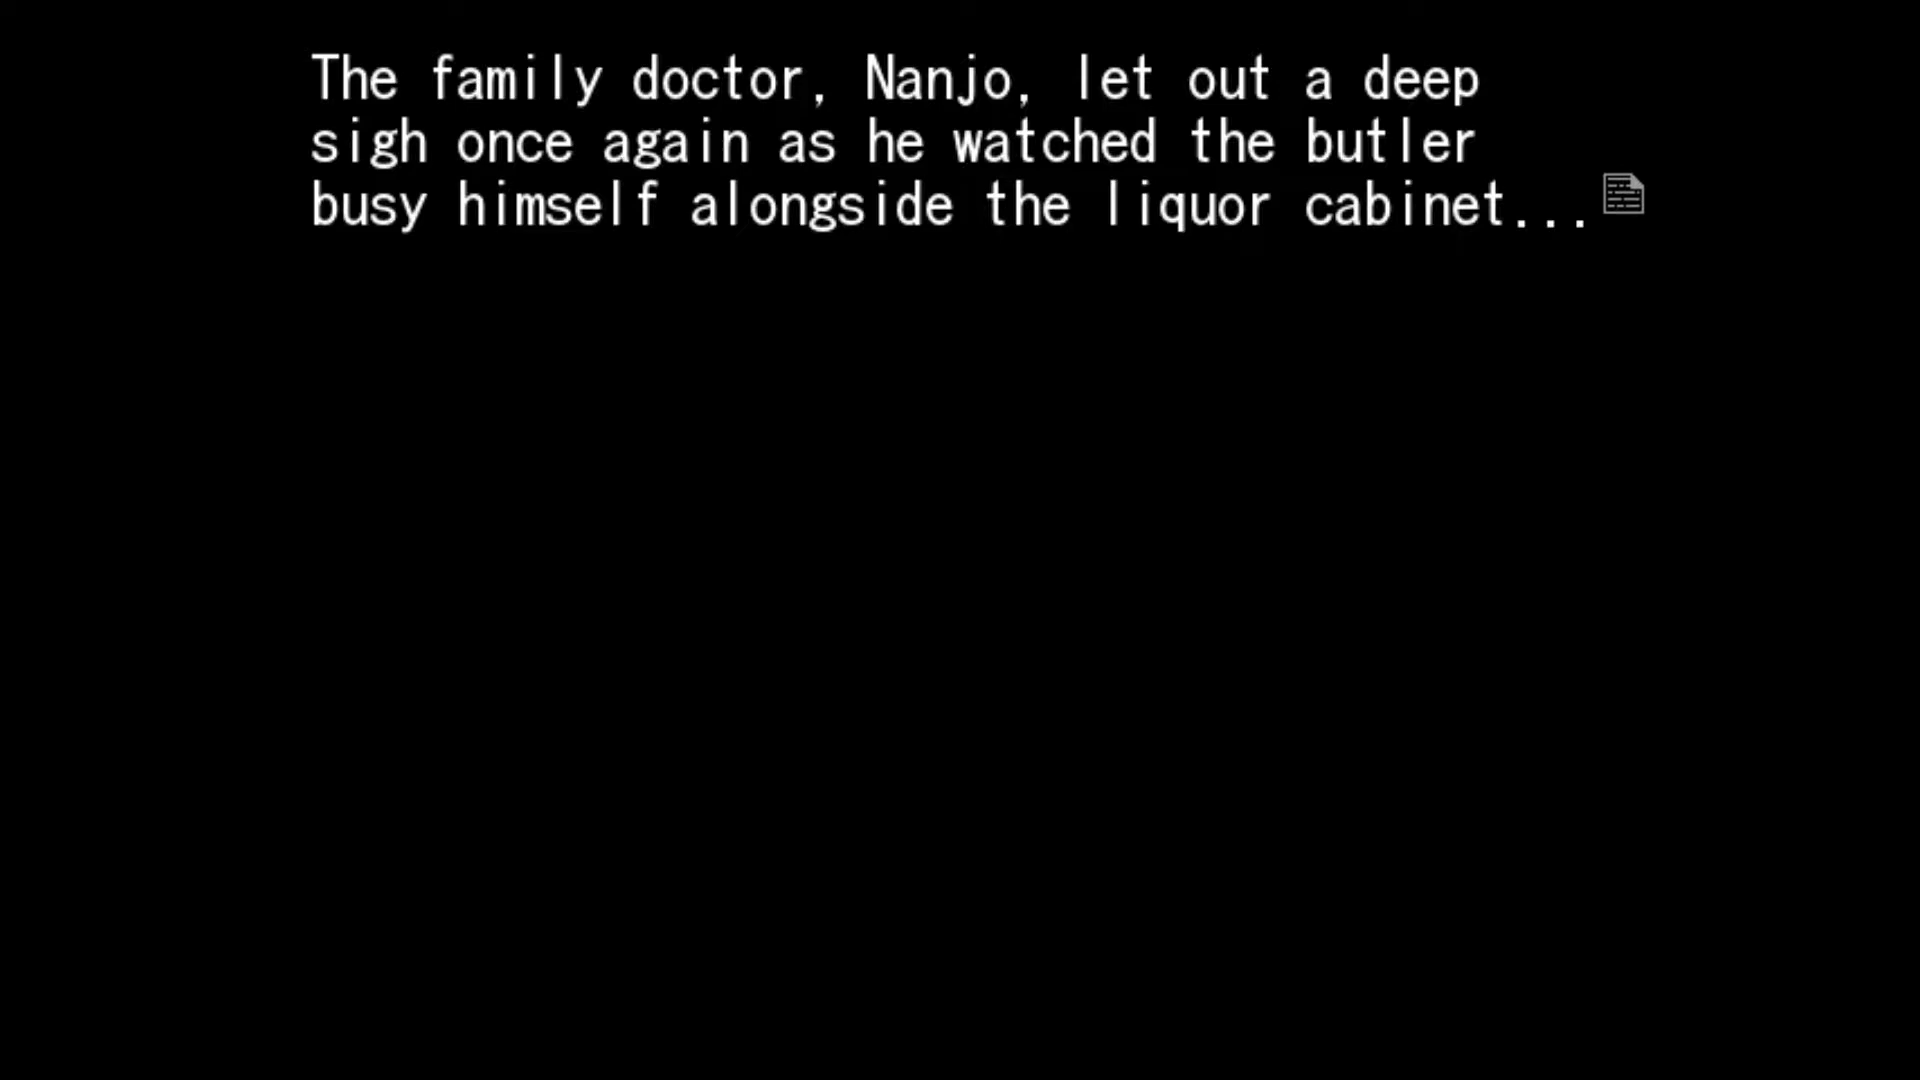 The family doctor, Nanjo, let out a deep
sigh once again as he watched the butler
busy himself alongside the liquor cabinet...